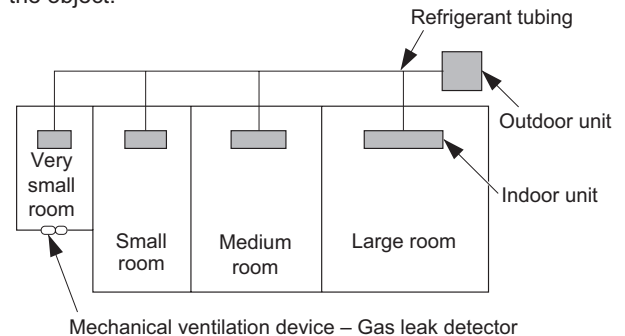 the object.
Refrigerant tubing
Outdoor unit
Very
small
room
Indoor unit
Small
room
Medium
room
Large room
Mechanical ventilation device – Gas leak detector